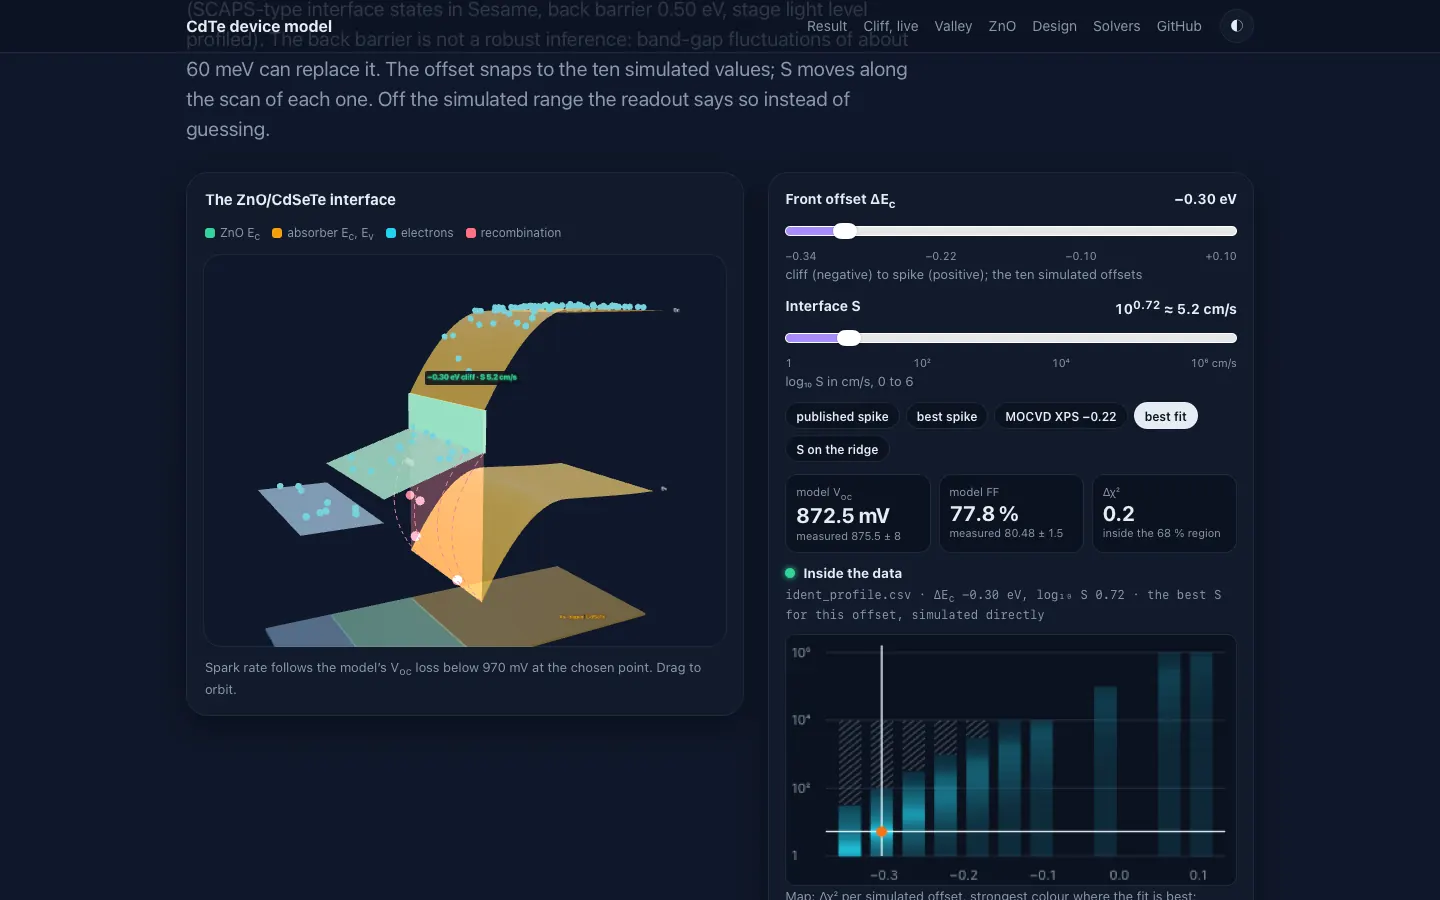 (SCAPS-type interface states in Sesame, back barrier 0.50 eV, stage light level
CdTe device model
Result Cliff, live Valley ZnO Design Solvers GitHub
profiled). The back barrier is not a robust inference: band-gap fluctuations of about
60 meV can replace it. The offset snaps to the ten simulated values; S moves along
the scan of each one. Off the simulated range the readout says so instead of
guessing.
The ZnO/CdSeTe interface
ZnO Ec absorber Ec, Ev electrons recombination
−0.30 eV cliff · S 5.2 cm/s
Spark rate follows the model’s Voc loss below 970 mV at the chosen point. Drag to
orbit.
Front offset ΔEc −0.30 eV
−0.34 −0.22 −0.10 +0.10
cliff (negative) to spike (positive); the ten simulated offsets
Interface S 10^0.72 ≈ 5.2 cm/s
1 10² 10⁴ 10⁶ cm/s
log₁₀ S in cm/s, 0 to 6
published spike best spike MOCVD XPS −0.22 best fit
S on the ridge
model Voc model FF Δχ²
872.5 mV 77.8 % 0.2
measured 875.5 ± 8 measured 80.48 ± 1.5 inside the 68 % region
Inside the data
ident_profile.csv · ΔEc −0.30 eV, log₁₀ S 0.72 · the best S
for this offset, simulated directly
10⁶
10⁴
10²
1
−0.3 −0.2 −0.1 0.0 0.1
Map: Δχ² per simulated offset, strongest colour where the fit is best;